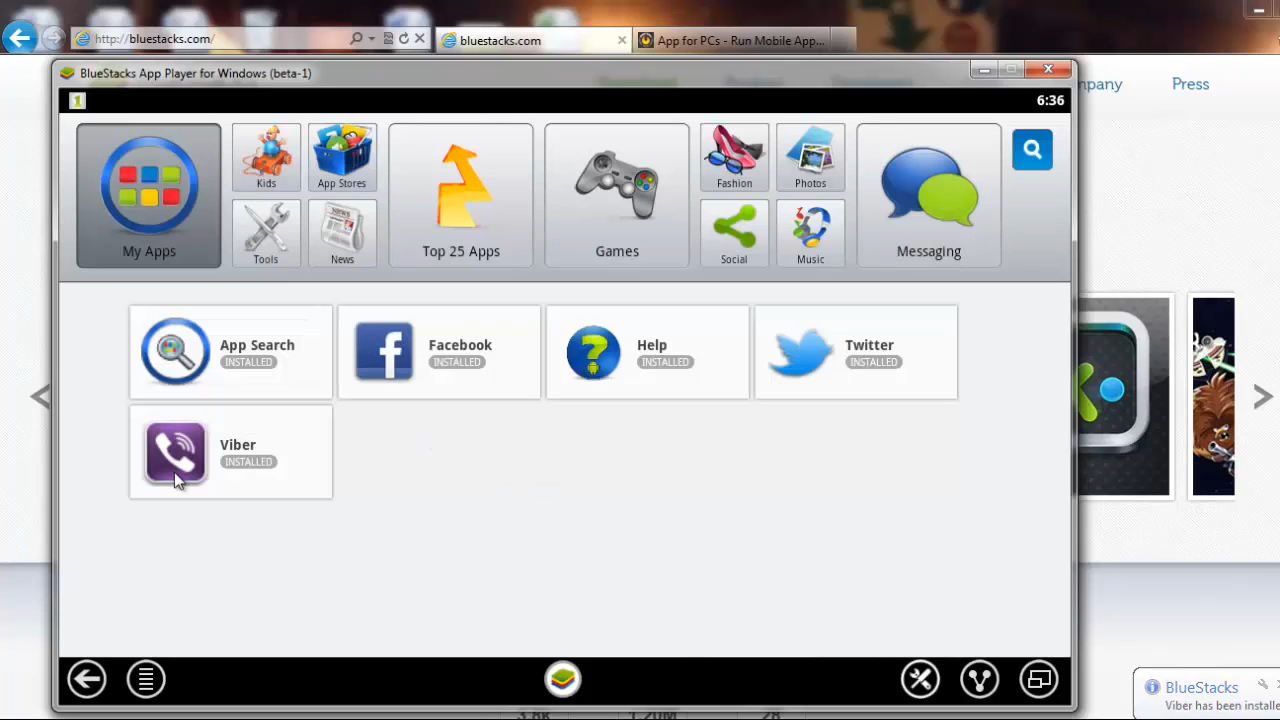 http://bluestacks.com/
bluestacks.com
App for PCs - Run Mobile App...
BlueStacks App Player for Windows (beta-1)
Press
1
6:36
My Apps
Kids
App Stores
Tools
News
Top 25 Apps
Games
Fashion
Photos
Social
Music
Messaging
App Search
INSTALLED
Facebook
INSTALLED
Help
INSTALLED
Twitter
INSTALLED
Viber
INSTALLED
BlueStacks
Viber has been installe